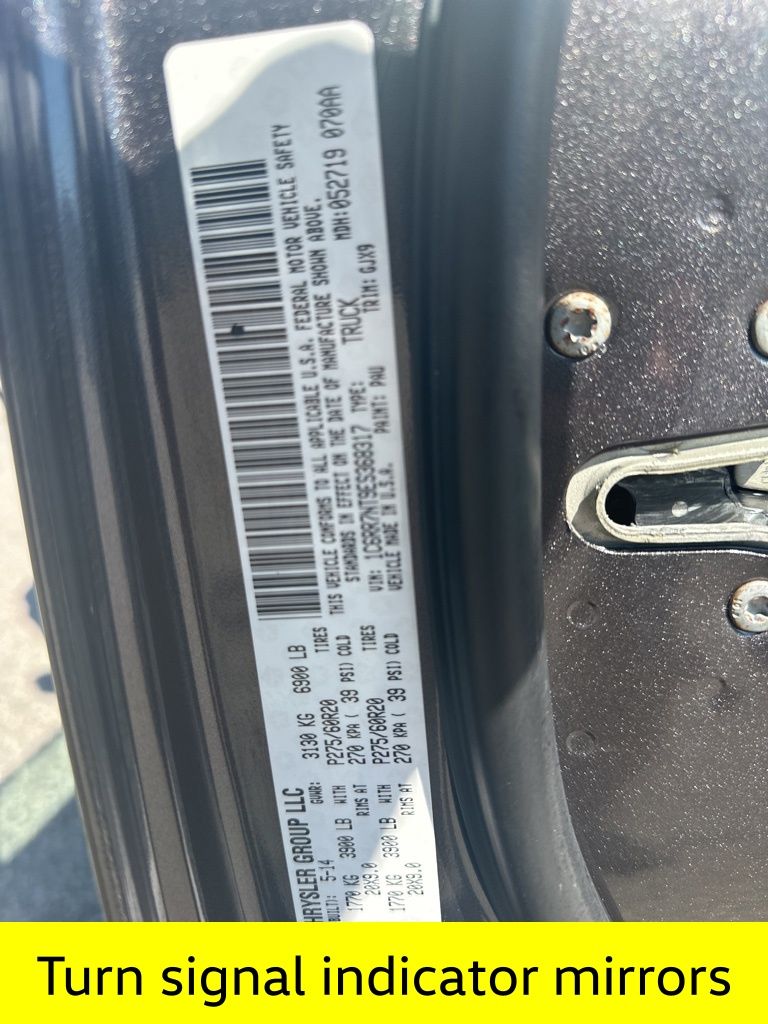 HRYSLER GROUP LLC
BUILT): 5-14 GVWR: 3130 KG 6900 LB
1770 KG 3900 LB WITH P275/60R20 TIRES
20X9.0 RIMS AT 270 KPA ( 39 PSI) COLD
1770 KG 3900 LB WITH P275/60R20 TIRES
20X9.0 RIMS AT 270 KPA ( 39 PSI) COLD
THIS VEHICLE CONFORMS TO ALL APPLICABLE U.S.A. FEDERAL MOTOR VEHICLE SAFETY
STANDARDS IN EFFECT ON THE DATE OF MANUFACTURE SHOWN ABOVE.
VIN: 1C6RR7NT9ES368317 TYPE: TRUCK MDH: 052719 070AA
VEHICLE MADE IN U.S.A. PAINT: PAU TRIM: GJX9
Turn signal indicator mirrors